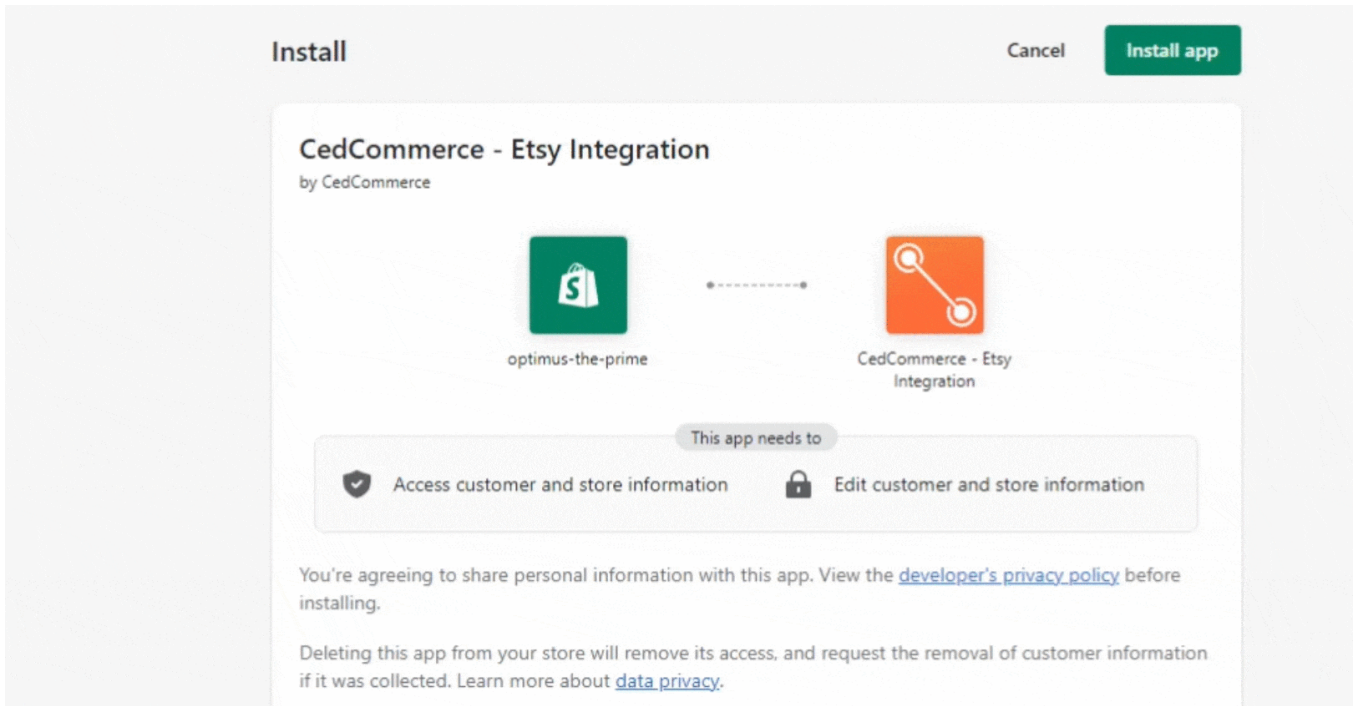 Install
Cancel
Install app
CedCommerce - Etsy Integration
by CedCommerce
S
optimus-the-prime
CedCommerce - Etsy
Integration
This app needs to
Access customer and store information
Edit customer and store information
You're agreeing to share personal information with this app. View the developer's privacy policy before
installing.
Deleting this app from your store will remove its access, and request the removal of customer information
if it was collected. Learn more about data privacy.